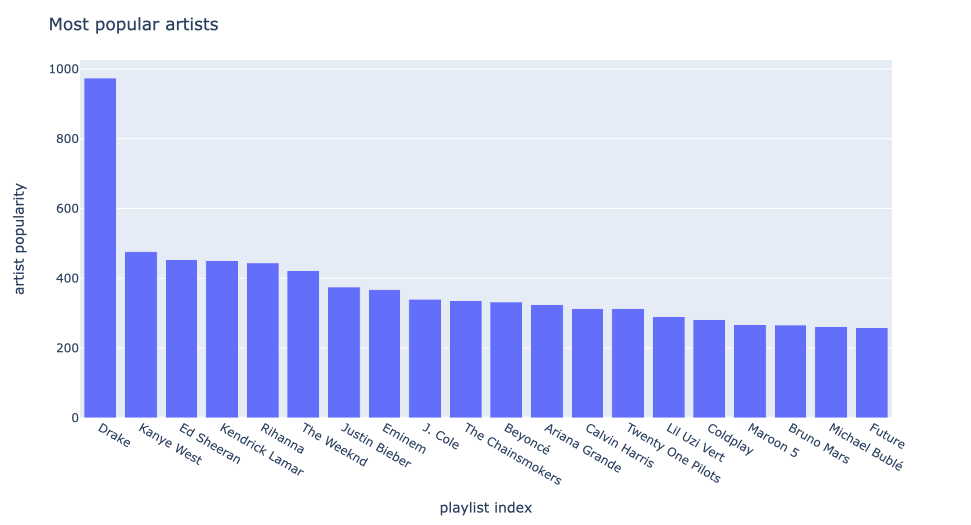 Most popular artists
artist popularity
1000
800
600
400
200
0
Drake
Kanye West
Ed Sheeran
Kendrick Lamar
Rihanna
The Weeknd
Justin Bieber
Eminem
J. Cole
The Chainsmokers
Beyoncé
Ariana Grande
Calvin Harris
Twenty One Pilots
Lil Uzi Vert
Coldplay
Maroon 5
Bruno Mars
Michael Bublé
Future
playlist index